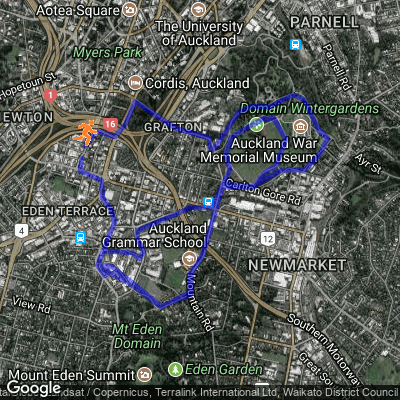 Aotea Square
The University
of Auckland
PARNELL
Myers Park
Hopetoun St
Parnell Rd
1
Cordis, Auckland
EWTON
16
GRAFTON
Domain Wintergardens
Auckland War
Memorial Museum
Ayr St
Carlton Gore Rd
EDEN TERRACE
4
Auckland
Grammar School
12
NEWMARKET
View Rd
Mountain Rd
Mt Eden
Domain
Southern Motorway
Mount Eden Summit
Eden Garden
Great Sou
Google
dsat / Copernicus, Terralink International Ltd, Waikato District Council